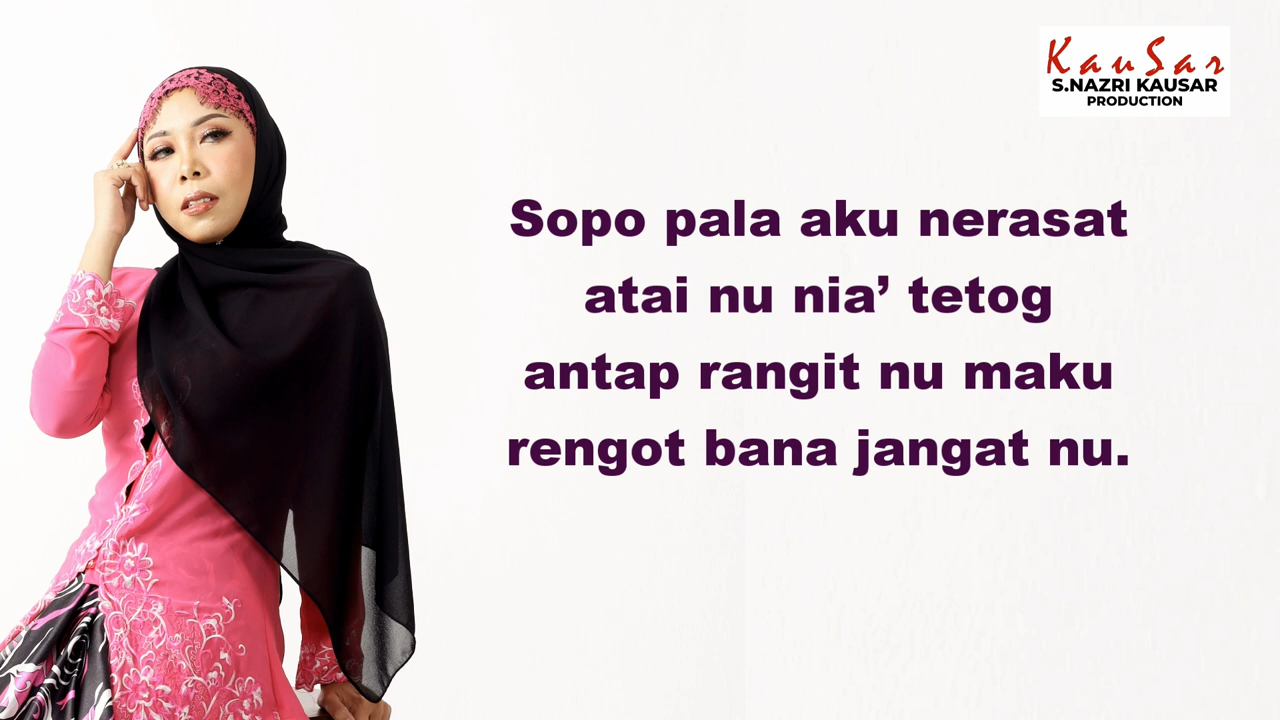 KauSar
S.NAZRI KAUSAR
PRODUCTION
Sopo pala aku nerasat
atai nu nia’ tetog
antap rangit nu maku
rengot bana jangat nu.